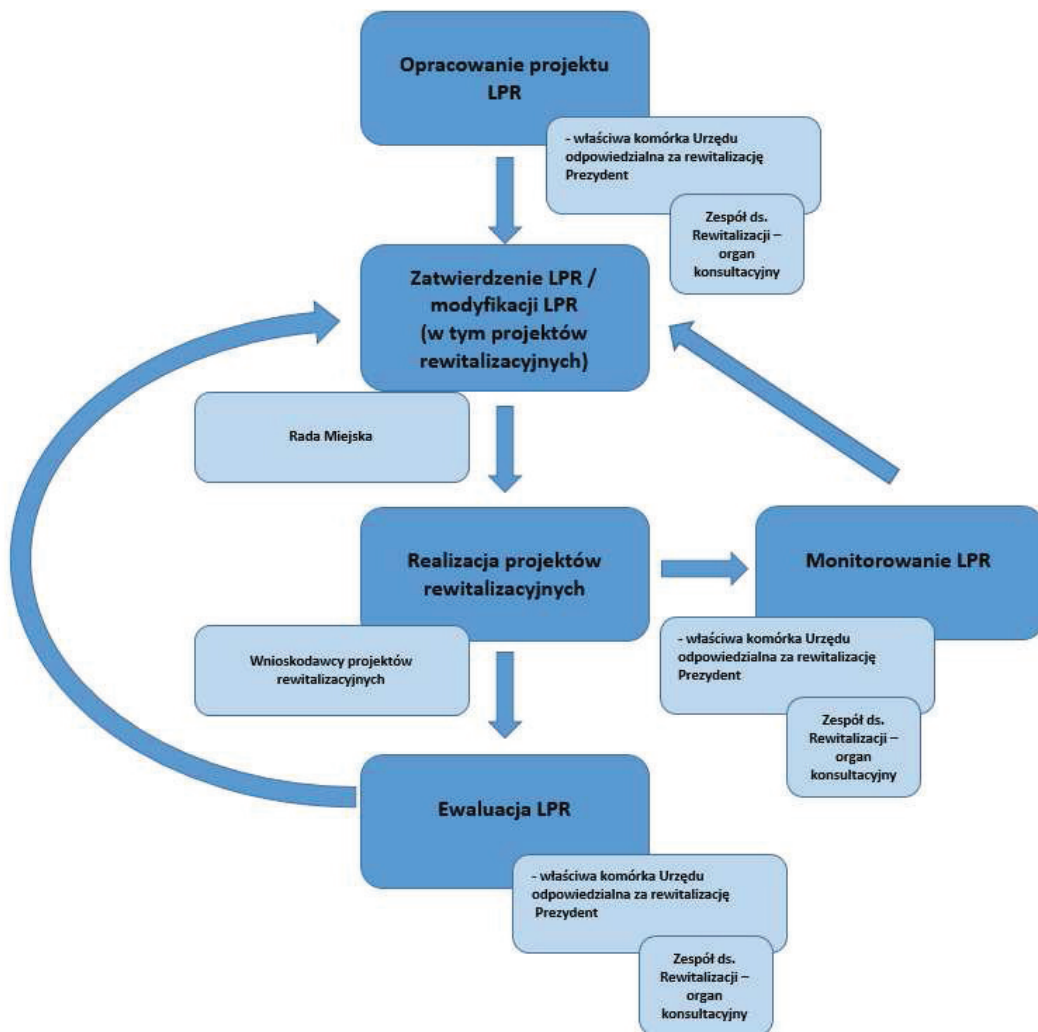 Opracowanie projektu
LPR
- właściwa komórka Urzędu
odpowiedzialna za rewitalizację
Prezydent
Zespół ds.
Rewitalizacji –
organ
konsultacyjny
Zatwierdzenie LPR /
modyfikacji LPR
(w tym projektów
rewitalizacyjnych)
Rada Miejska
Realizacja projektów
rewitalizacyjnych
Wnioskodawcy projektów
rewitalizacyjnych
Monitorowanie LPR
- właściwa komórka Urzędu
odpowiedzialna za rewitalizację
Prezydent
Zespół ds.
Rewitalizacji –
organ
konsultacyjny
Ewaluacja LPR
- właściwa komórka Urzędu
odpowiedzialna za rewitalizację
Prezydent
Zespół ds.
Rewitalizacji –
organ
konsultacyjny